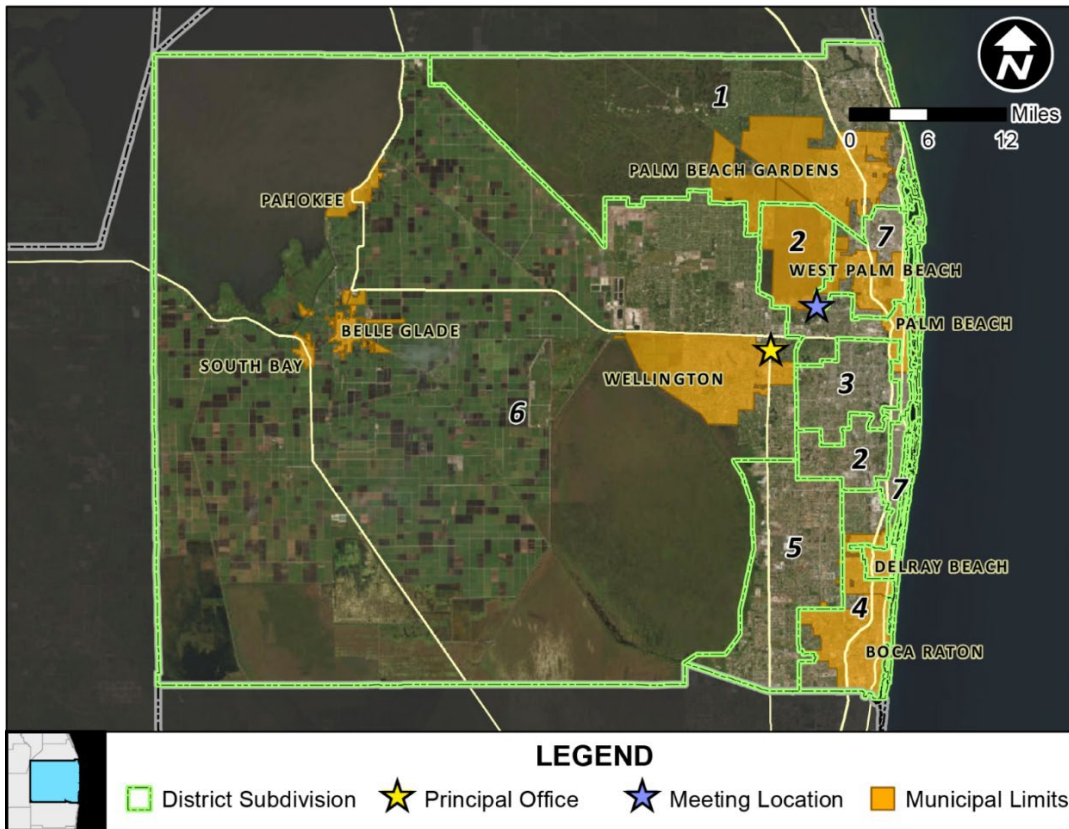 N
1
Miles
0 6 12
PALM BEACH GARDENS
PAHOKEE
7
2
WEST PALM BEACH
PALM BEACH
BELLE GLADE
SOUTH BAY
WELLINGTON
3
6
2
7
5
DELRAY BEACH
4
BOCA RATON
LEGEND
District Subdivision Principal Office Meeting Location Municipal Limits